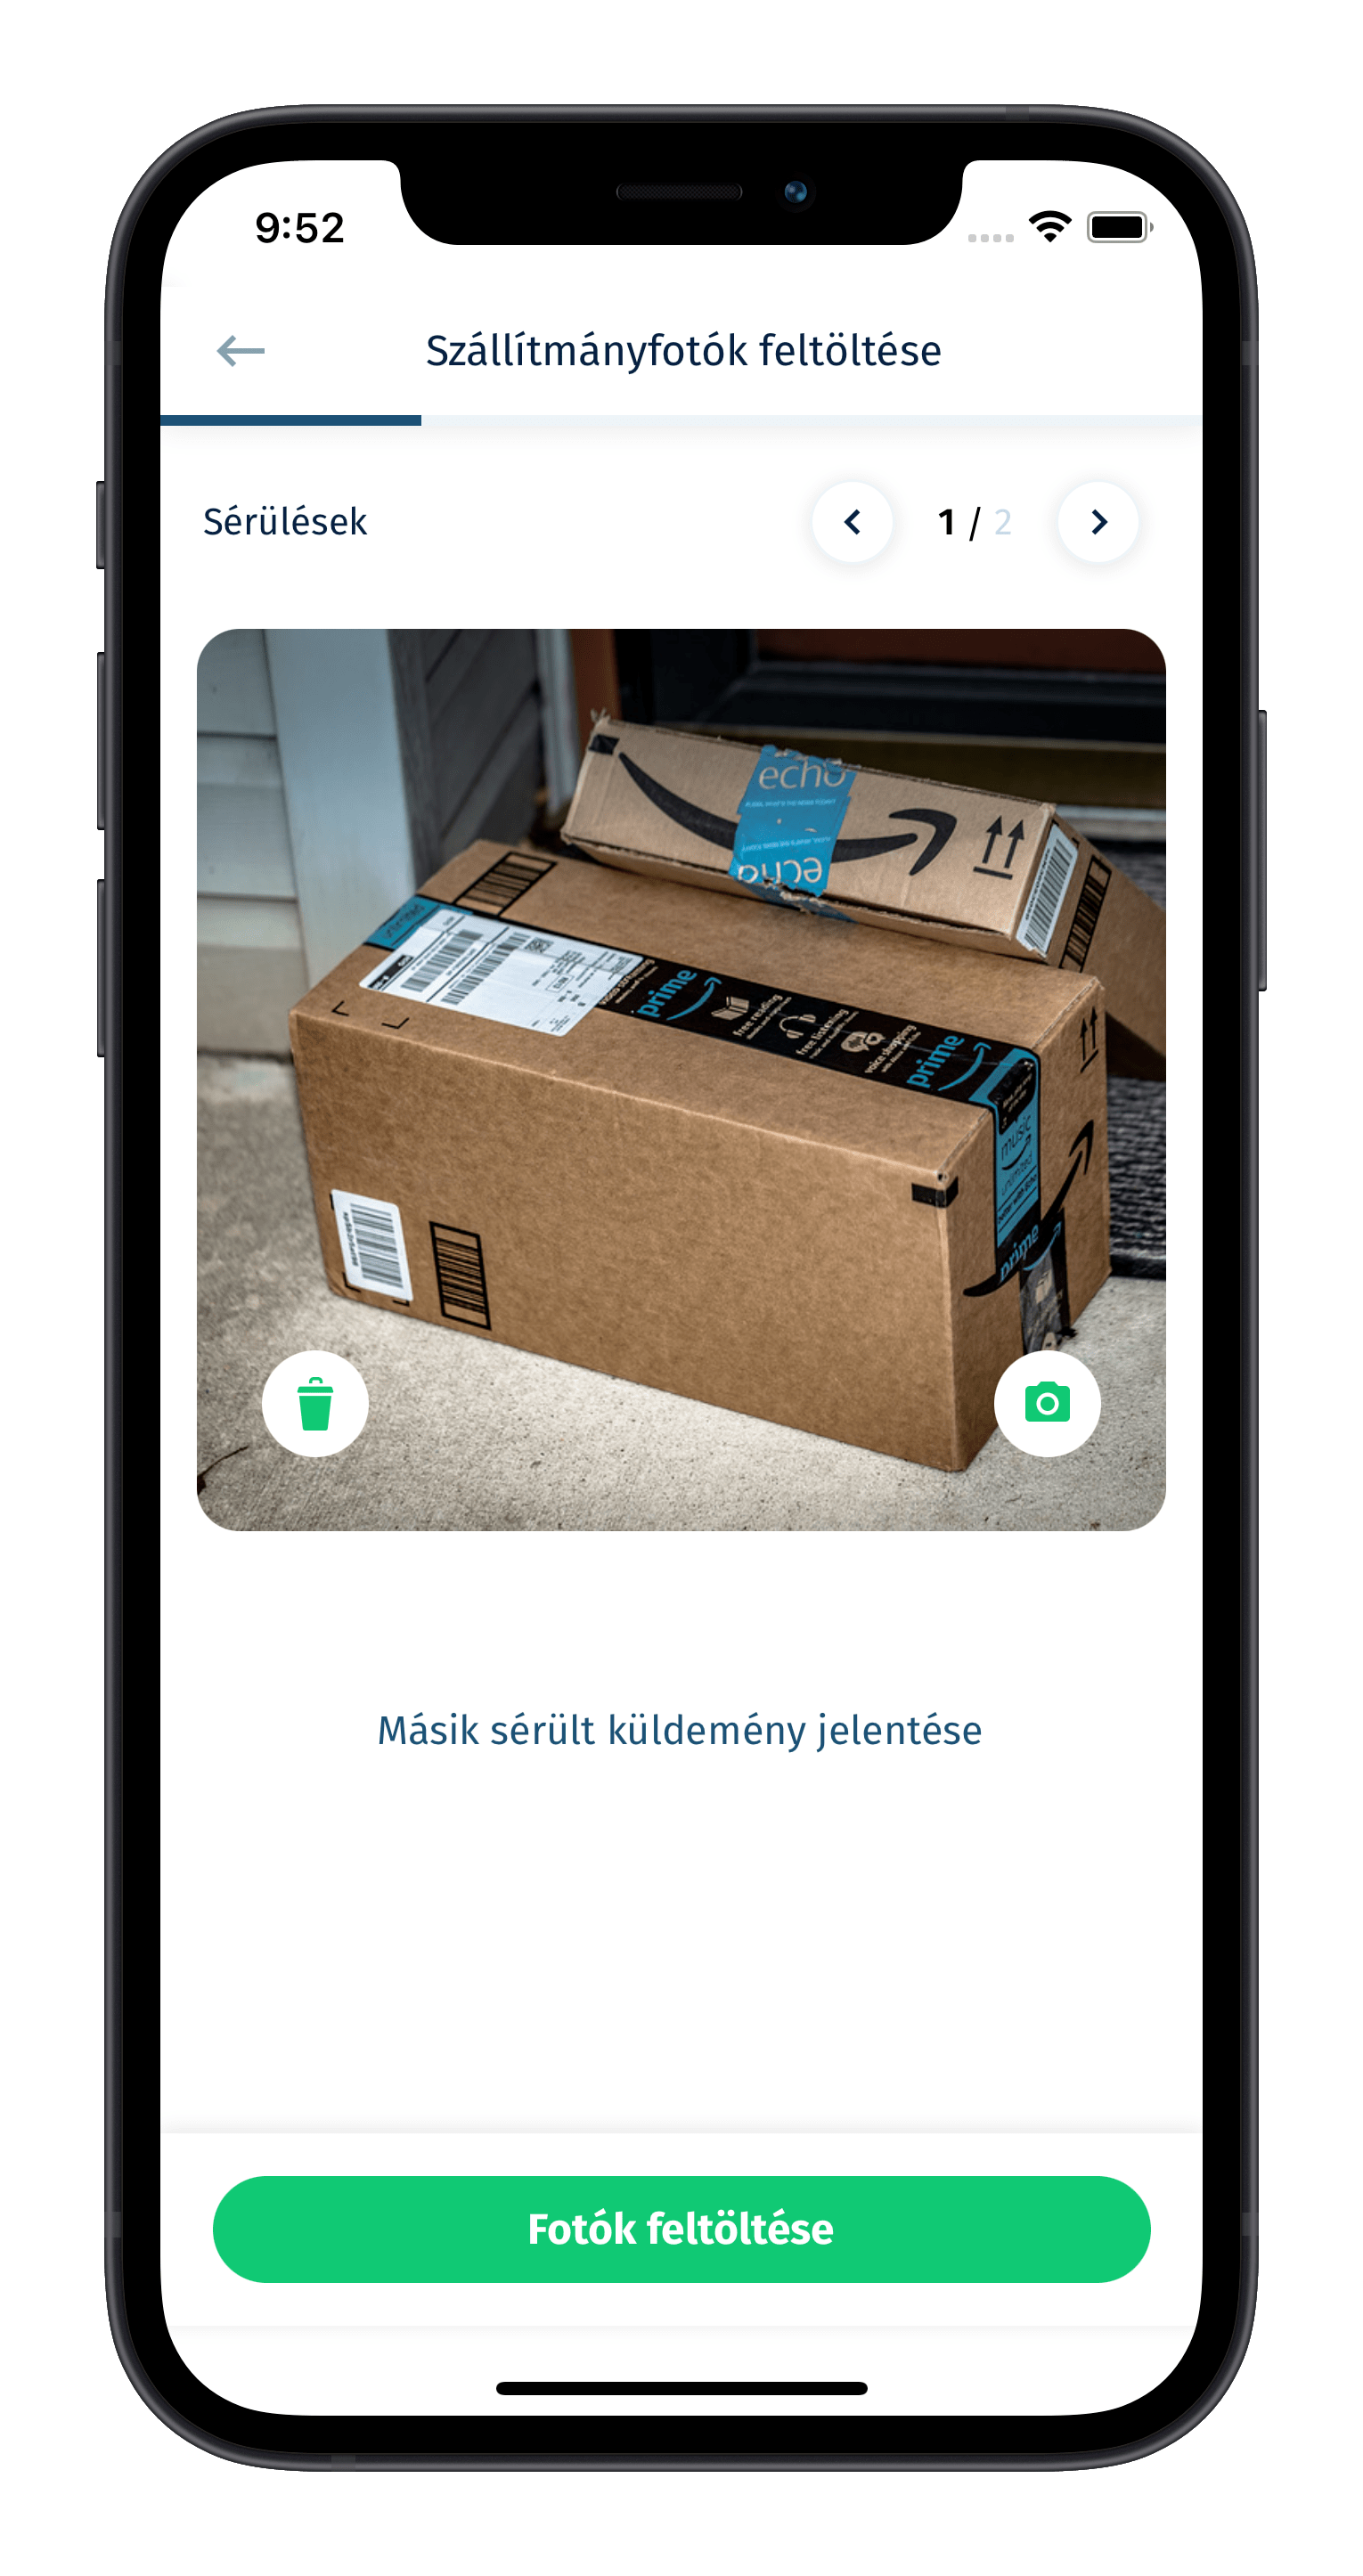 9:52
Szállítmányfotók feltöltése
Sérülések
1 / 2
echo
echo
prime
free reading
free listening
voice shopping
prime
music
unlimited
prime
Másik sérült küldemény jelentése
Fotók feltöltése